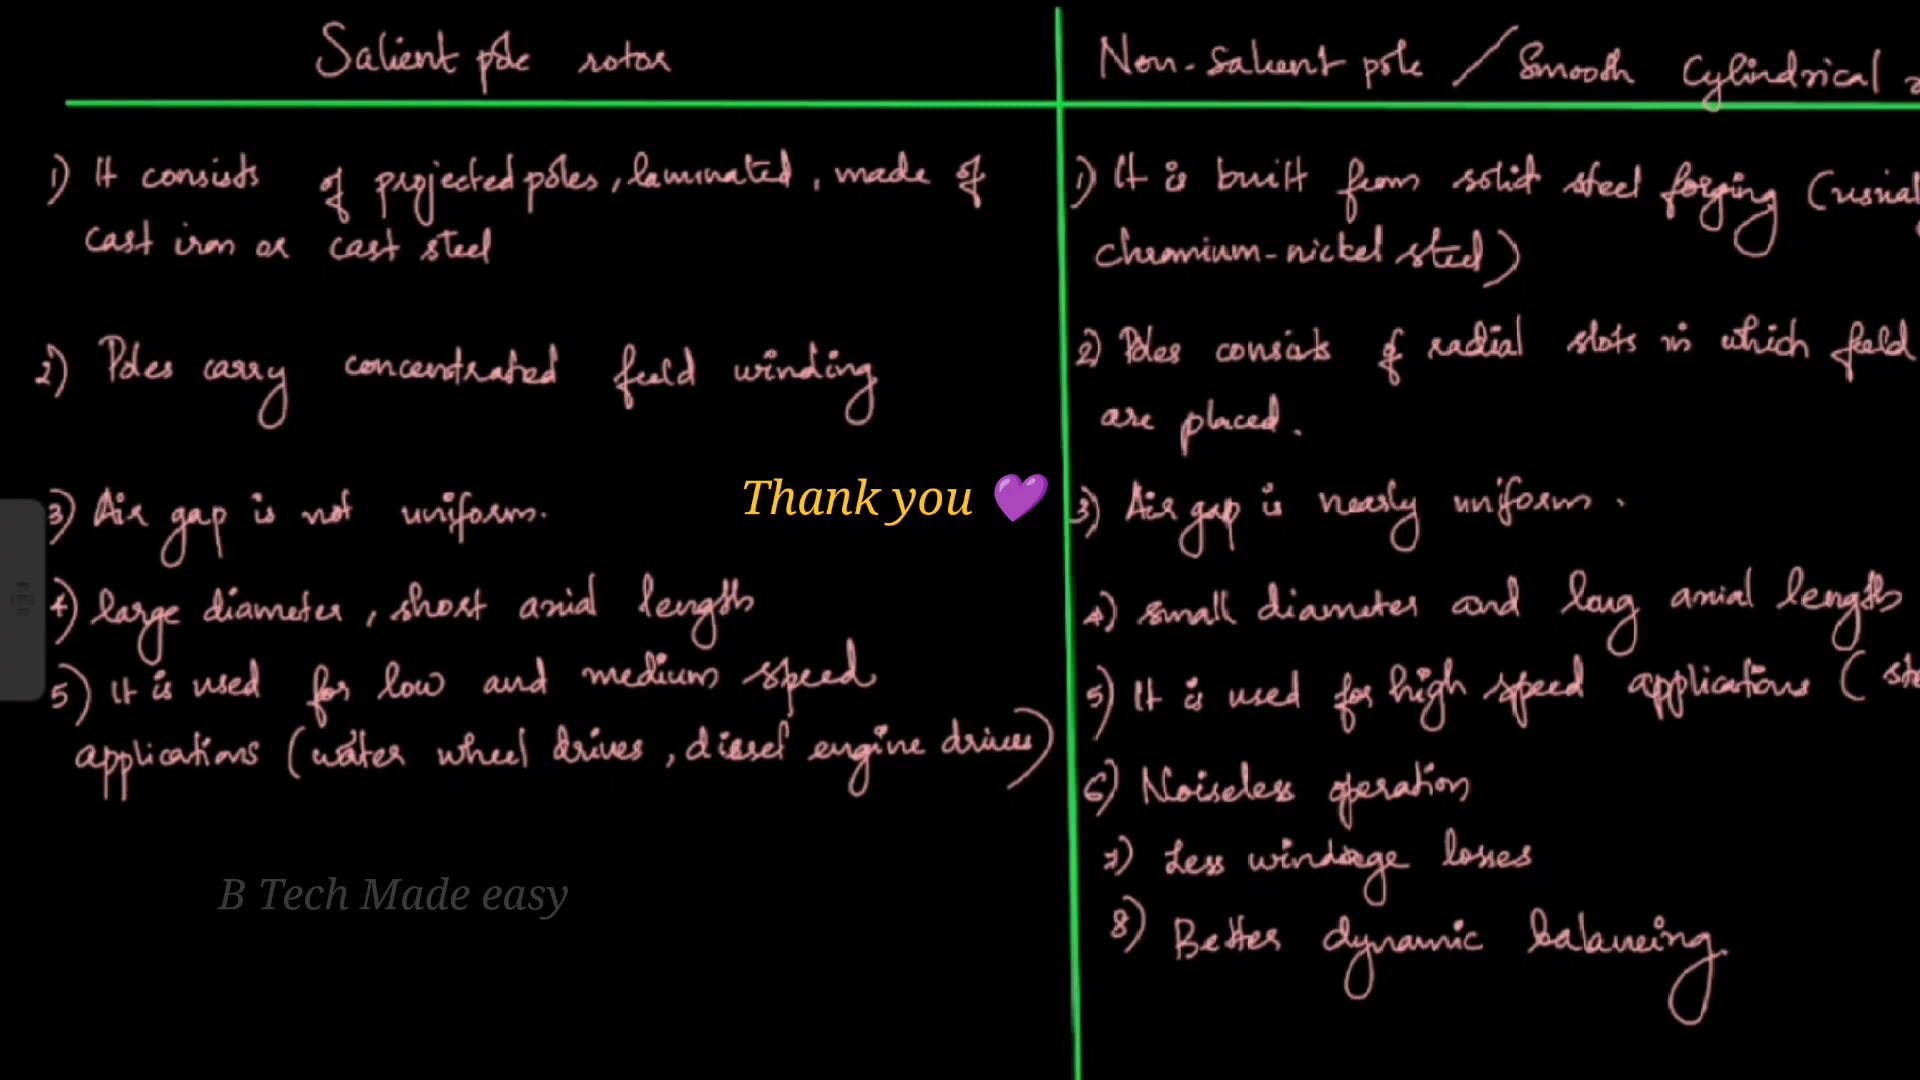 Salient pole rotor
1) It consists of projected poles, laminated, made of
cast iron or cast steel
2) Poles carry concentrated field winding
3) Air gap is not uniform.
4) large diameter, short axial length
5) It is used for low and medium speed
applications (water wheel drives, diesel engine drives)
Non-salient pole / Smooth Cylindrical
1) It is built from solid steel forging (usual
chromium-nickel steel)
2) Poles consists of radial slots in which field
are placed.
3) Air gap is nearly uniform.
4) small diameter and long axial length
5) It is used for high speed applications (
6) Noiseless operation
7) Less windage losses
8) Better dynamic balancing
Thank you 💜
B Tech Made easy